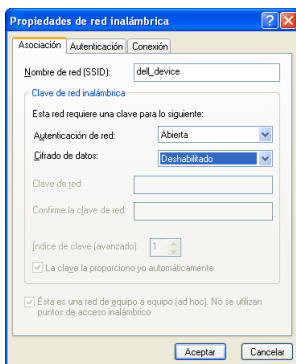 Propiedades de red inalámbrica
Asociación Autenticación Conexión
Nombre de red (SSID): dell_device
Clave de red inalámbrica
Esta red requiere una clave para lo siguiente:
Autenticación de red: Abierta
Cifrado de datos: Deshabilitado
Clave de red:
Confirme la clave de red:
Índice de clave (avanzado): 1
La clave la proporciono yo automáticamente
Ésta es una red de equipo a equipo (ad hoc). No se utilizan
puntos de acceso inalámbrico
Aceptar Cancelar